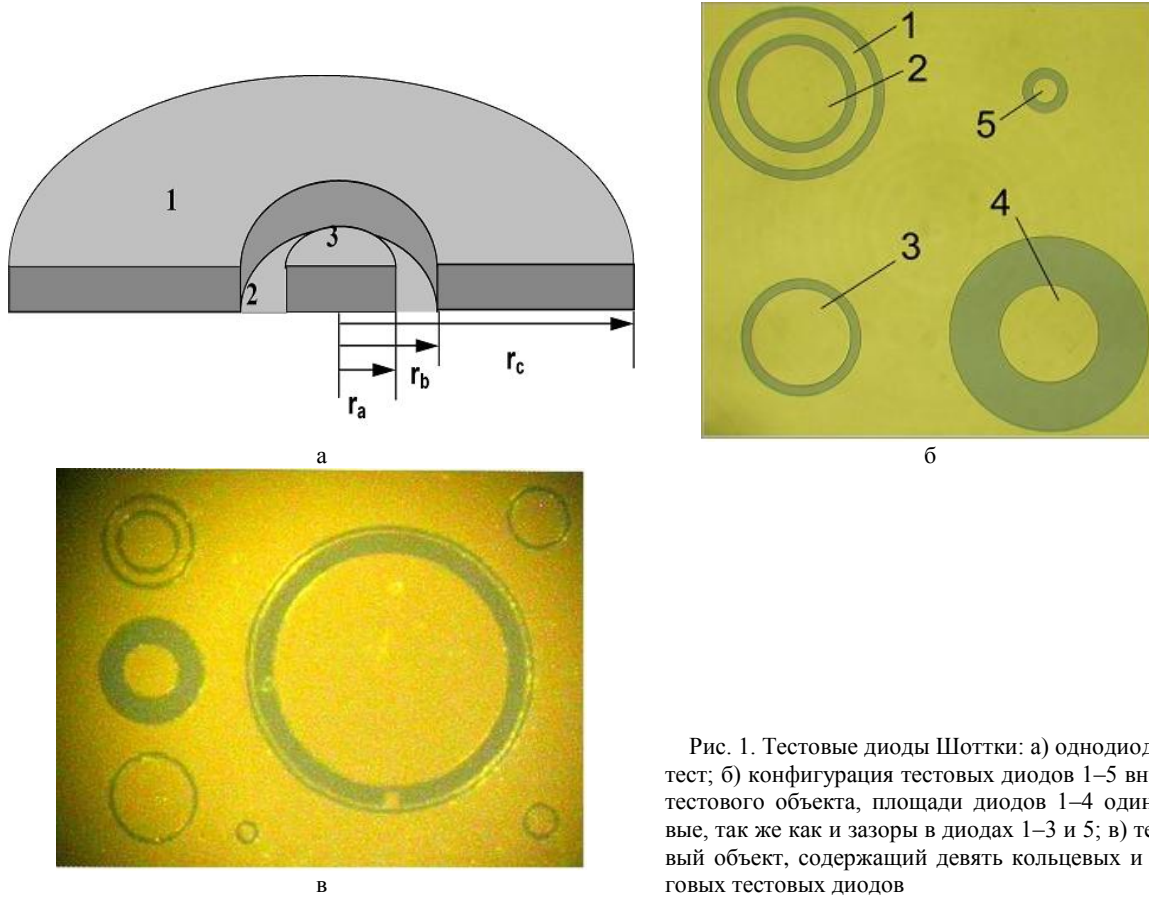 1
3
2
r_a
r_b
r_c
а
1
2
5
4
3
б
в
Рис. 1. Тестовые диоды Шоттки: а) однодиод
тест; б) конфигурация тестовых диодов 1–5 вн
тестового объекта, площади диодов 1–4 один
вые, так же как и зазоры в диодах 1–3 и 5; в) те
вый объект, содержащий девять кольцевых и
говых тестовых диодов